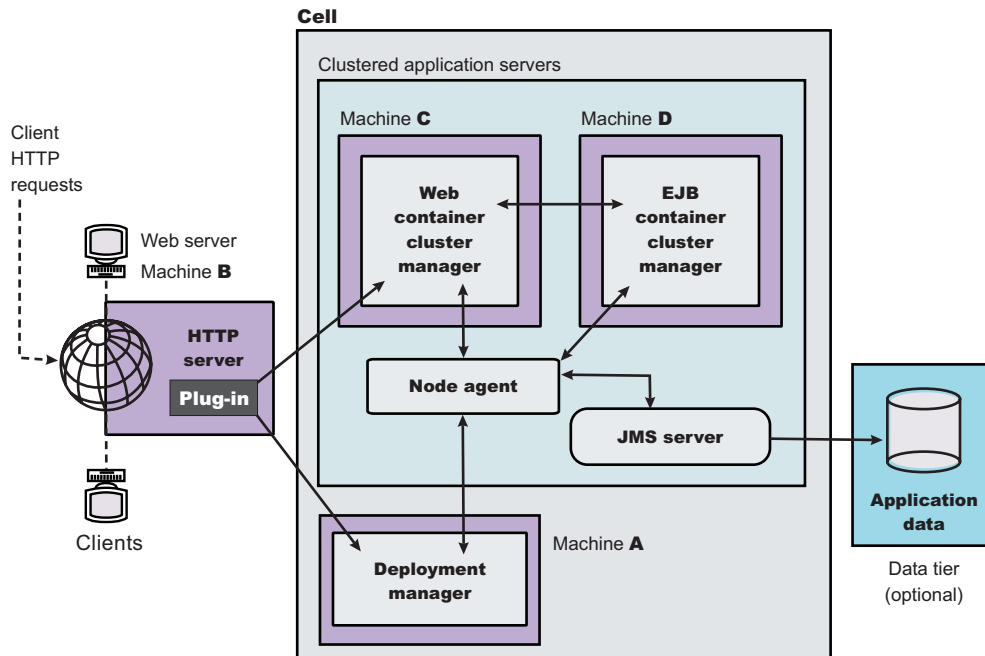 Cell
Clustered application servers
Machine C
Machine D
Client
HTTP
requests
Web
container
cluster
manager
EJB
container
cluster
manager
Web server
Machine B
HTTP
server
Plug-in
Node agent
JMS server
Clients
Application
data
Machine A
Deployment
manager
Data tier
(optional)